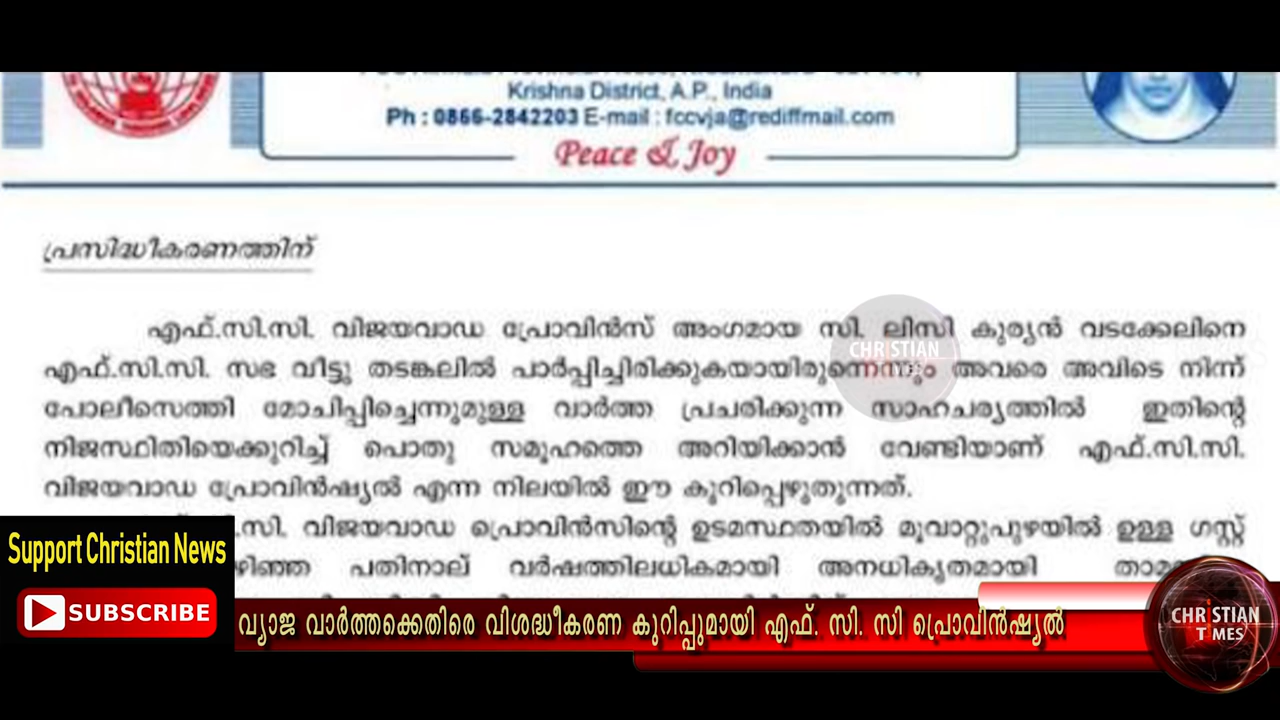 Krishna District, A.P., India
Ph : 0866-2842203 E-mail : fccvja@rediffmail.com
Peace & Joy
പ്രസിദ്ധീകരണത്തിന്
എഫ്.സി.സി. വിജയവാഡ പ്രോവിൻസ് അംഗമായ സി. ലിസി കുര്യൻ വടക്കേലിനെ
എഫ്.സി.സി. സഭ വീട്ടു തടങ്കലിൽ പാർപ്പിച്ചിരിക്കുകയായിരുന്നെന്നും അവരെ അവിടെ നിന്ന്
പോലീസെത്തി മോചിപ്പിച്ചെന്നുമുള്ള വാർത്ത പ്രചരിക്കുന്ന സാഹചര്യത്തിൽ ഇതിന്റെ
നിജസ്ഥിതിയെക്കുറിച്ച് പൊതു സമൂഹത്തെ അറിയിക്കാൻ വേണ്ടിയാണ് എഫ്.സി.സി.
വിജയവാഡ പ്രോവിൻഷ്യൽ എന്ന നിലയിൽ ഈ കുറിപ്പെഴുതുന്നത്.
വിജയവാഡ പ്രൊവിൻസിന്റെ ഉടമസ്ഥതയിൽ മൂവാറ്റുപുഴയിൽ ഉള്ള ഗസ്റ്റ്
പതിനാല് വർഷത്തിലധികമായി അനധികൃതമായി
CHRISTIAN
TIMES
Support Christian News
SUBSCRIBE
വ്യാജ വാർത്തക്കെതിരെ വിശദ്ധീകരണ കുറിപ്പുമായി എഫ്. സി. സി പ്രൊവിൻഷ്യൽ
CHRISTIAN
TIMES